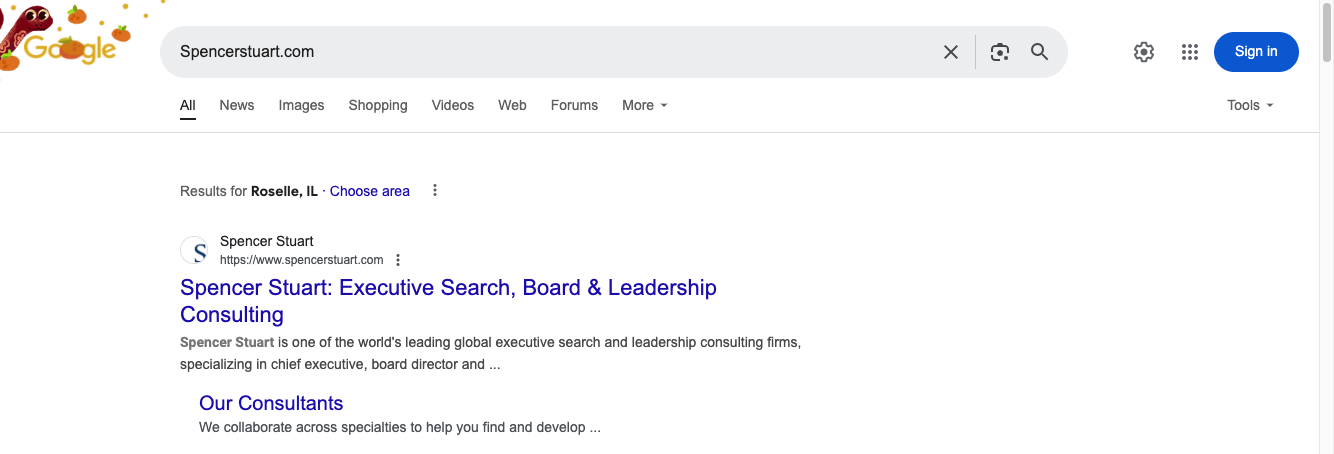 Google
Spencerstuart.com
Sign in
All News Images Shopping Videos Web Forums More Tools
Results for Roselle, IL · Choose area
S
Spencer Stuart
https://www.spencerstuart.com
Spencer Stuart: Executive Search, Board & Leadership
Consulting
Spencer Stuart is one of the world's leading global executive search and leadership consulting firms,
specializing in chief executive, board director and ...
Our Consultants
We collaborate across specialties to help you find and develop ...